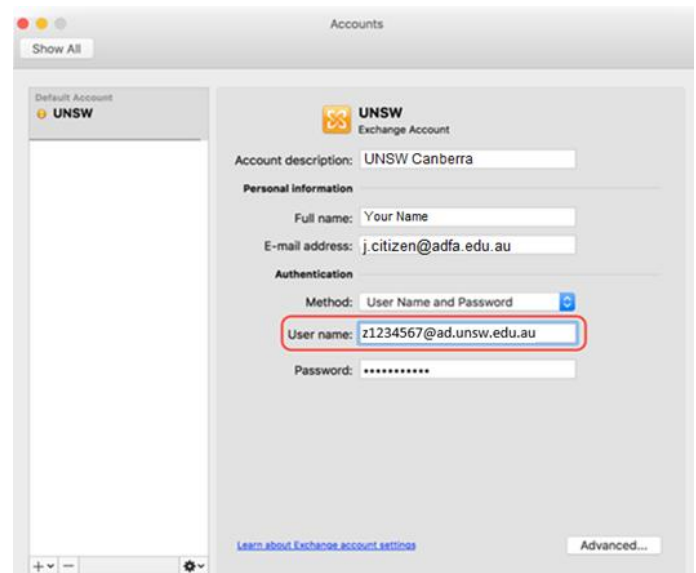 Accounts
Show All
Default Account
UNSW
UNSW
Exchange Account
Account description: UNSW Canberra
Personal information
Full name: Your Name
E-mail address: j.citizen@adfa.edu.au
Authentication
Method: User Name and Password
User name: z1234567@ad.unsw.edu.au
Password: •••••••••••
Learn about Exchange account settings
Advanced...